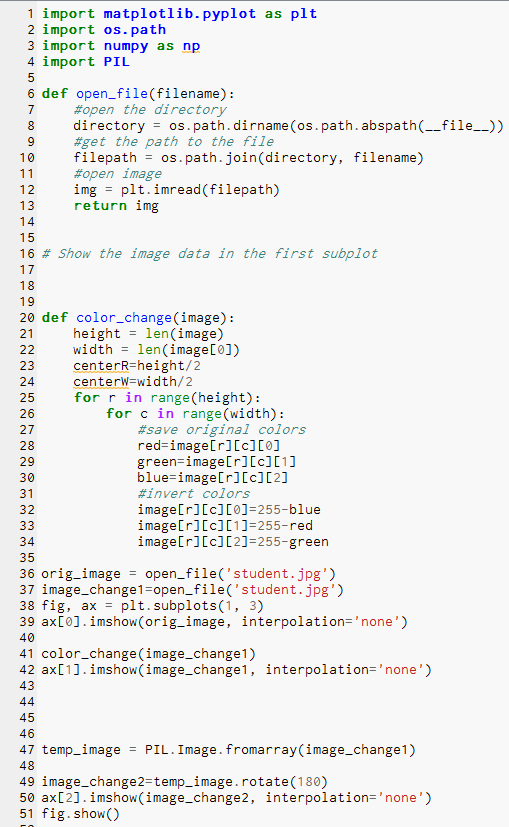 1 import matplotlib.pyplot as plt
2 import os.path
3 import numpy as np
4 import PIL
5
6 def open_file(filename):
7     #open the directory
8     directory = os.path.dirname(os.path.abspath(__file__))
9     #get the path to the file
10     filepath = os.path.join(directory, filename)
11     #open image
12     img = plt.imread(filepath)
13     return img
14
15
16 # Show the image data in the first subplot
17
18
19
20 def color_change(image):
21     height = len(image)
22     width = len(image[0])
23     centerR=height/2
24     centerW=width/2
25     for r in range(height):
26         for c in range(width):
27             #save original colors
28             red=image[r][c][0]
29             green=image[r][c][1]
30             blue=image[r][c][2]
31             #invert colors
32             image[r][c][0]=255-blue
33             image[r][c][1]=255-red
34             image[r][c][2]=255-green
35
36 orig_image = open_file('student.jpg')
37 image_change1=open_file('student.jpg')
38 fig, ax = plt.subplots(1, 3)
39 ax[0].imshow(orig_image, interpolation='none')
40
41 color_change(image_change1)
42 ax[1].imshow(image_change1, interpolation='none')
43
44
45
46
47 temp_image = PIL.Image.fromarray(image_change1)
48
49 image_change2=temp_image.rotate(180)
50 ax[2].imshow(image_change2, interpolation='none')
51 fig.show()